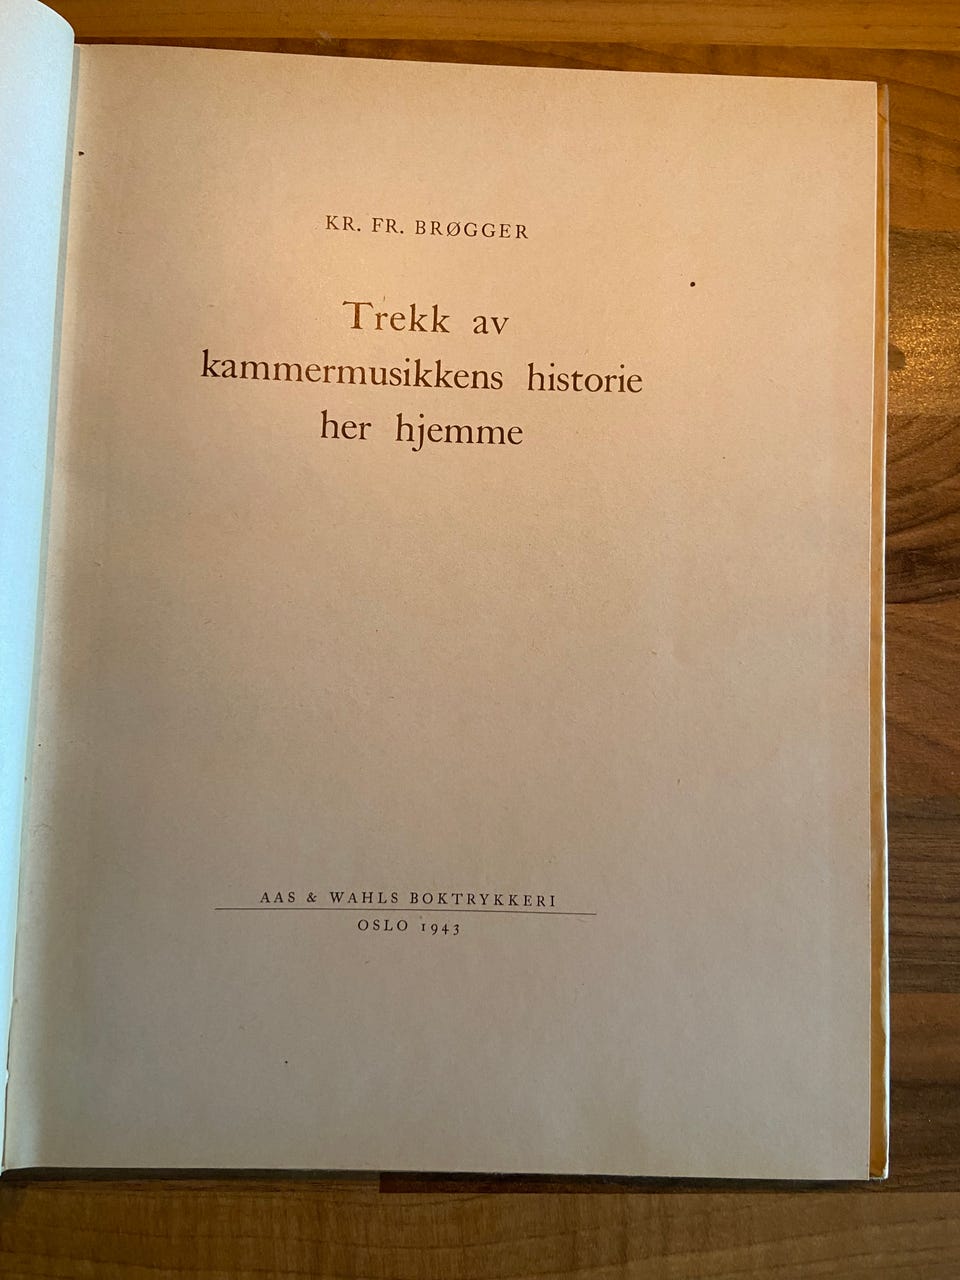 KR. FR. BRØGGER
Trekk av
kammermusikkens historie
her hjemme
AAS & WAHLS BOKTRYKKERI
OSLO 1943